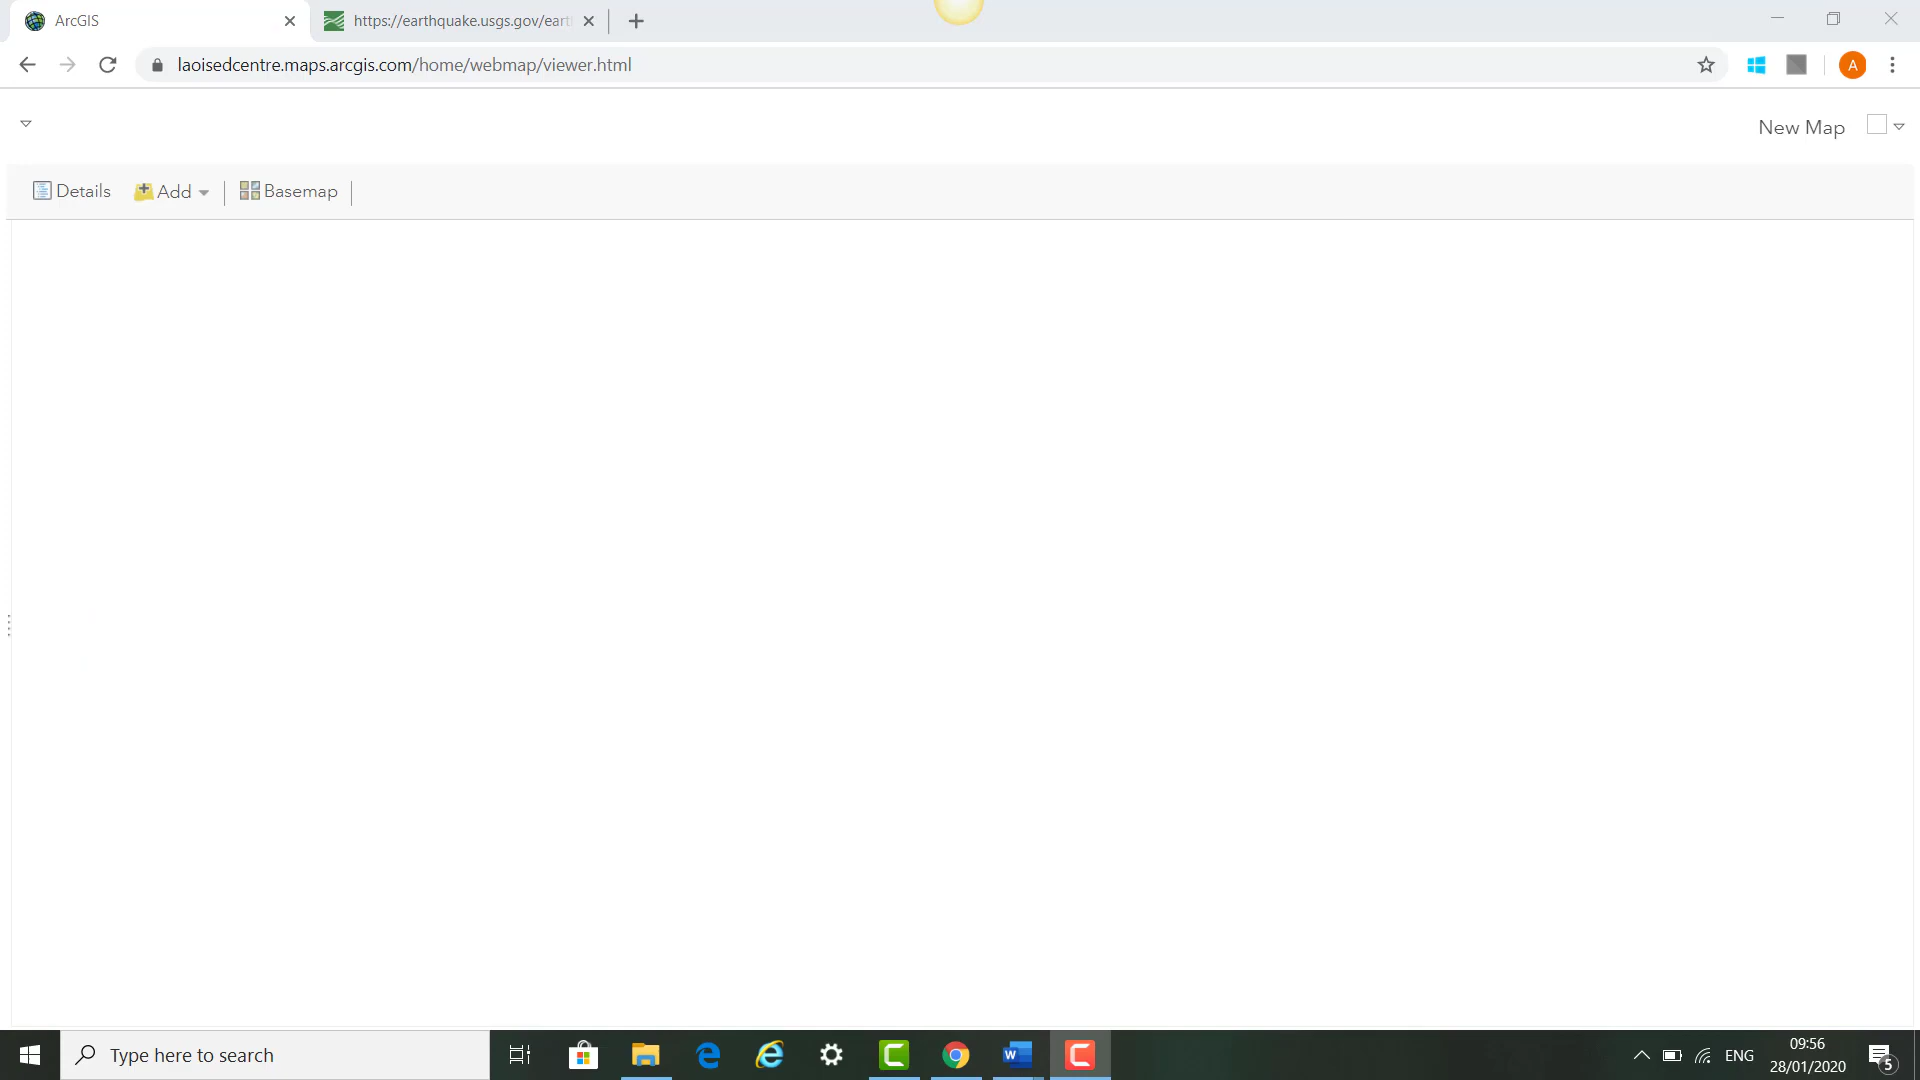 ArcGIS
https://earthquake.usgs.gov/eart
laoisedcentre.maps.arcgis.com/home/webmap/viewer.html
A
New Map
Details
Add
Basemap
Type here to search
W
ENG
09:56
28/01/2020
5